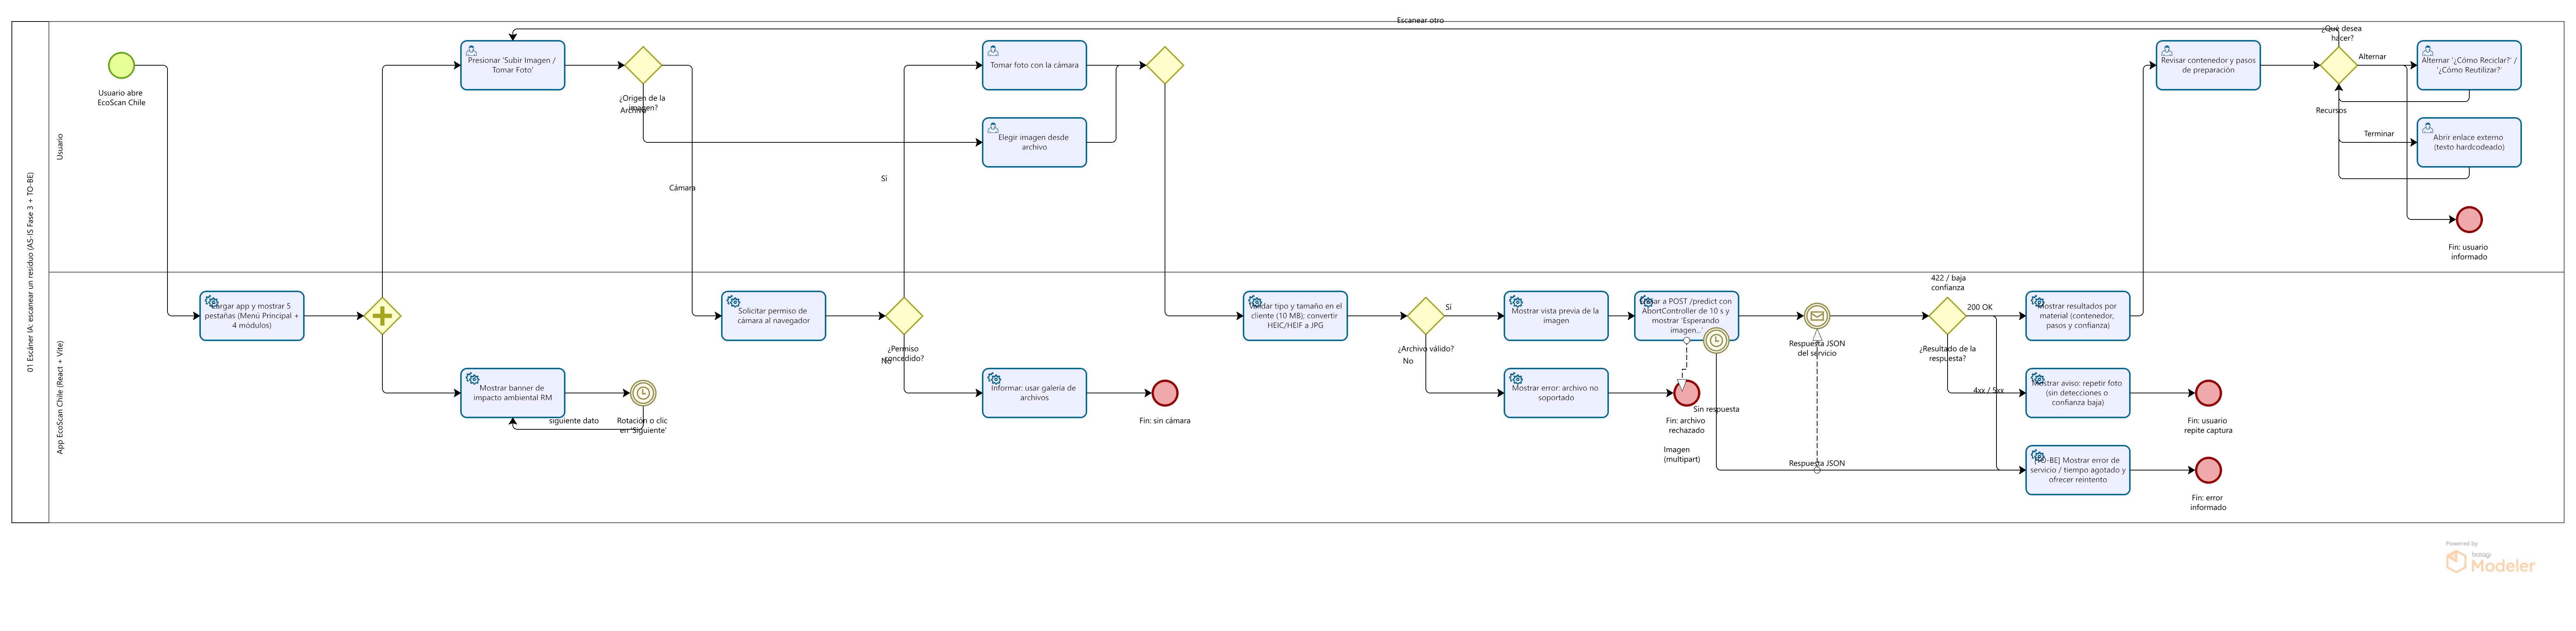 Escanear otro
01 Escáner IA: escanear un residuo (AS-IS Fase 3 + TO-BE)
Usuario
Usuario abre
EcoScan Chile
Presionar 'Subir Imagen /
Tomar Foto'
¿Origen de la
imagen?
Archivo
Cámara
Sí
Tomar foto con la cámara
Elegir imagen desde
archivo
Revisar contenedor y pasos
de preparación
¿Qué desea
hacer?
Alternar
Alternar '¿Cómo Reciclar?' /
'¿Cómo Reutilizar?'
Recursos
Terminar
Abrir enlace externo
(texto hardcodeado)
Fin: usuario
informado
App EcoScan Chile (React + Vite)
Cargar app y mostrar 5
pestañas (Menú Principal +
4 módulos)
Mostrar banner de
impacto ambiental RM
siguiente dato
Rotación o clic
en 'Siguiente'
Solicitar permiso de
cámara al navegador
¿Permiso
concedido?
No
Informar: usar galería de
archivos
Fin: sin cámara
Validar tipo y tamaño en el
cliente (10 MB); convertir
HEIC/HEIF a JPG
¿Archivo válido?
Sí
No
Mostrar vista previa de la
imagen
Mostrar error: archivo no
soportado
Enviar a POST /predict con
AbortController de 10 s y
mostrar 'Esperando
imagen...'
Sin respuesta
Fin: archivo
rechazado
Imagen
(multipart)
Respuesta JSON
del servicio
Respuesta JSON
422 / baja
confianza
200 OK
¿Resultado de la
respuesta?
4xx / 5xx
Mostrar resultados por
material (contenedor,
pasos y confianza)
Mostrar aviso: repetir foto
(sin detecciones o
confianza baja)
Fin: usuario
repite captura
[TO-BE] Mostrar error de
servicio / tiempo agotado y
ofrecer reintento
Fin: error
informado
Powered by
bizagi
Modeler